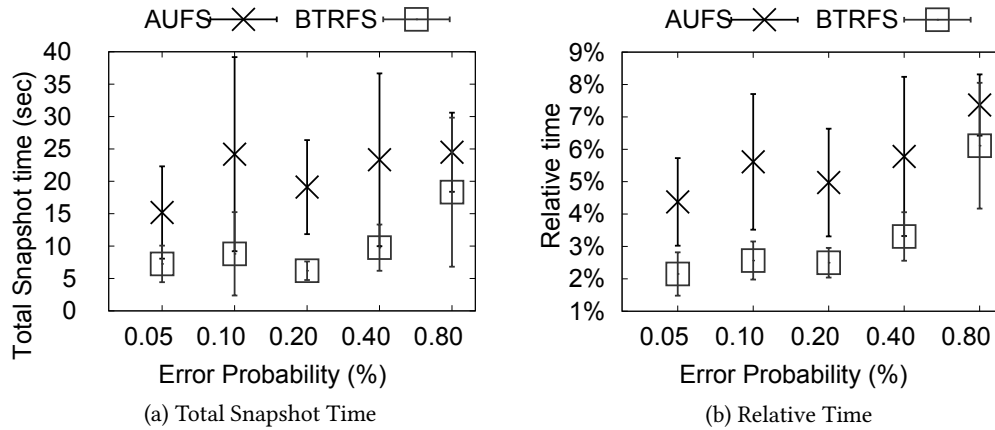 AUFS BTRFS
Total Snapshot time (sec)
40
35
30
25
20
15
10
5
0
0.05 0.10 0.20 0.40 0.80
Error Probability (%)
(a) Total Snapshot Time
AUFS BTRFS
Relative time
9%
8%
7%
6%
5%
4%
3%
2%
1%
0.05 0.10 0.20 0.40 0.80
Error Probability (%)
(b) Relative Time